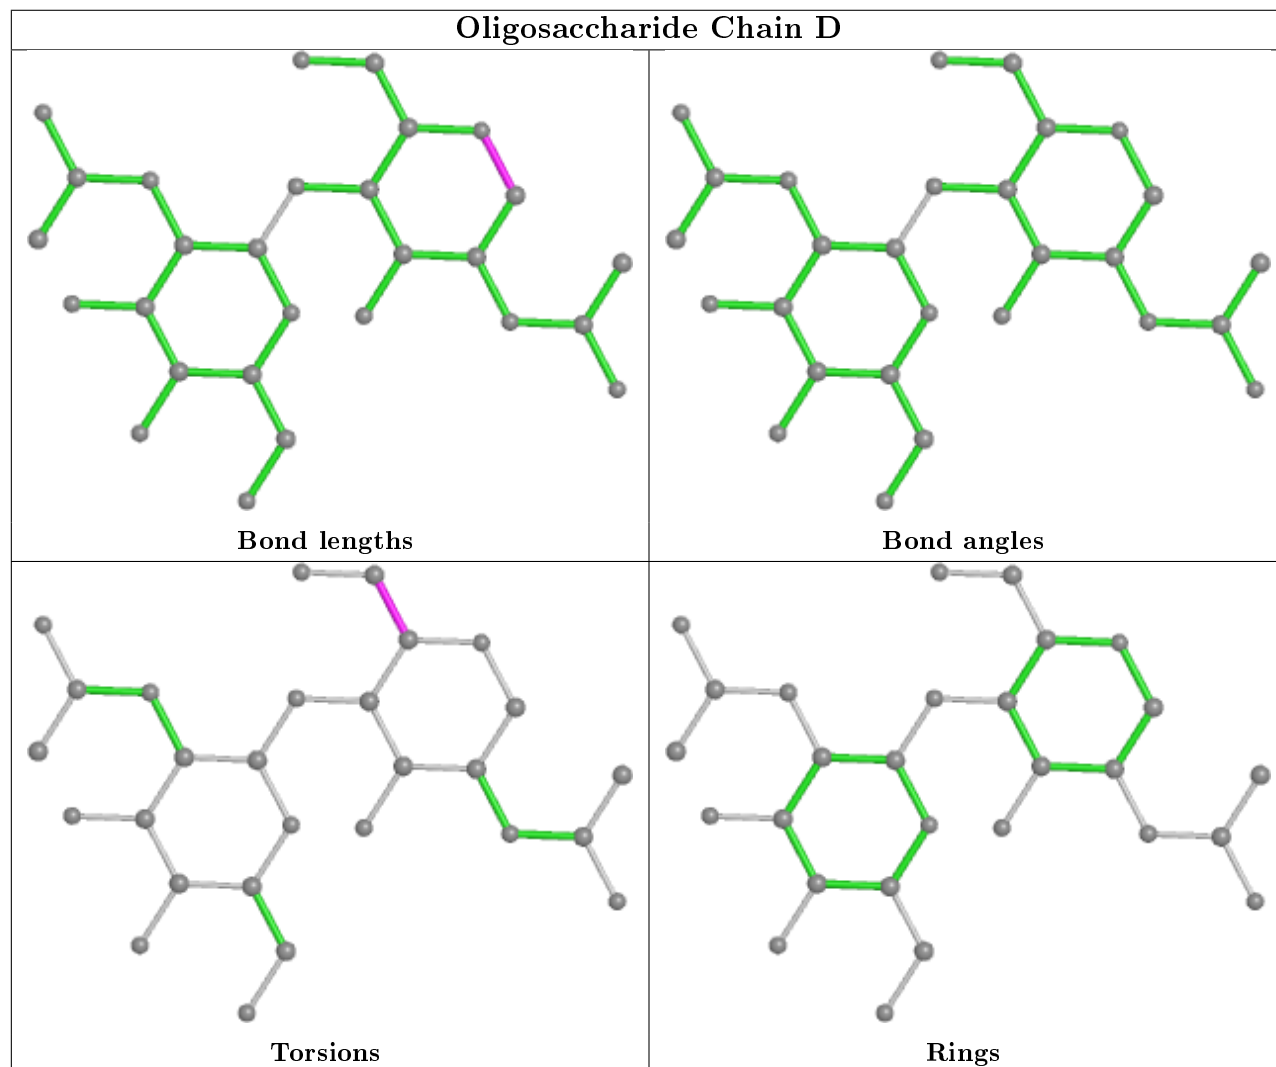 Oligosaccharide Chain D
Bond lengths
Bond angles
Torsions
Rings